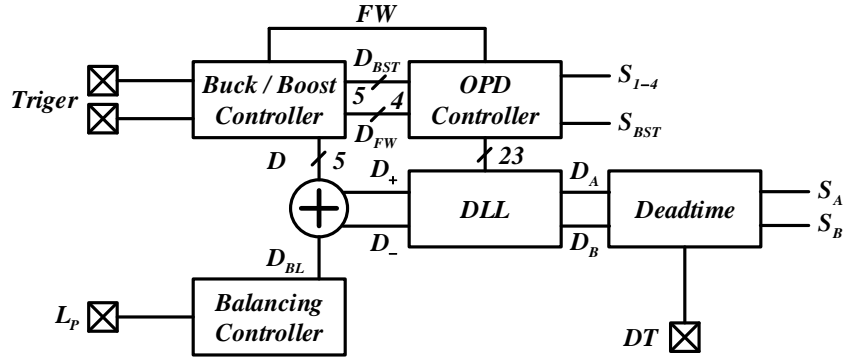 FW
Triger
Buck / Boost
Controller
D_BST
5
4
D_FW
OPD
Controller
S_1-4
S_BST
D
5
23
D_+
D_-
DLL
D_A
D_B
Deadtime
S_A
S_B
D_BL
L_P
Balancing
Controller
DT